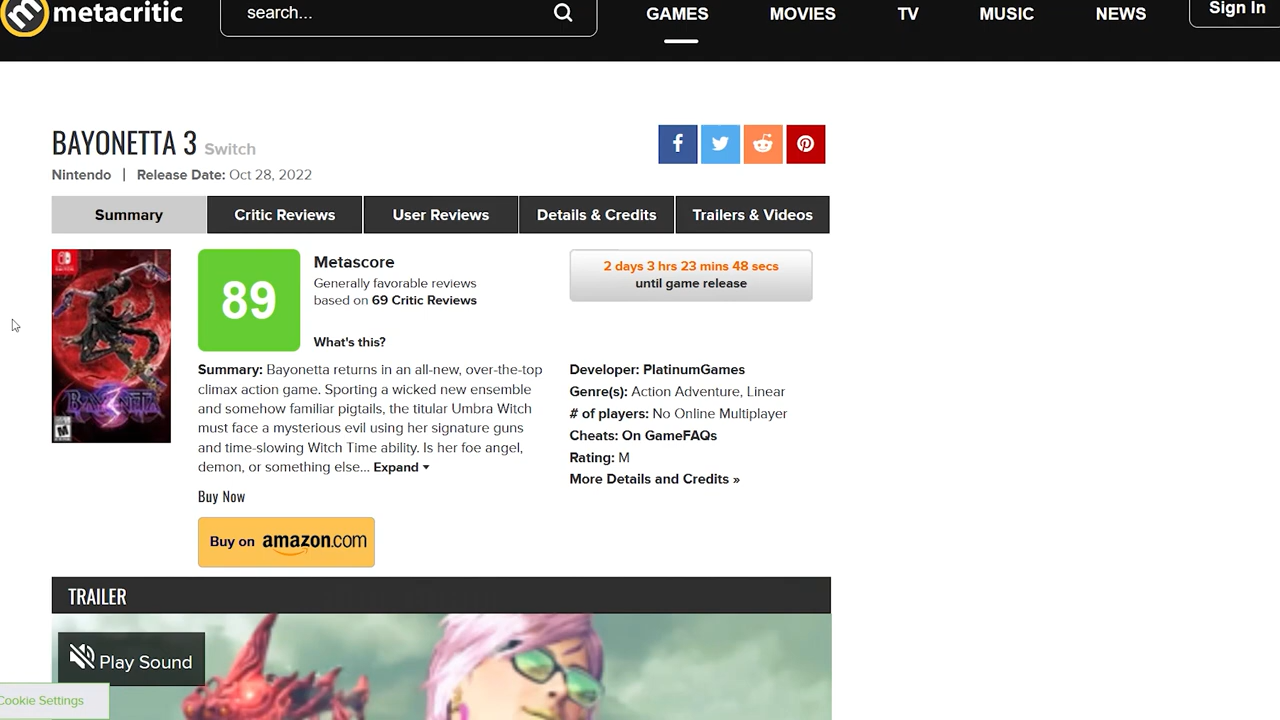 metacritic
search...
GAMES
MOVIES
TV
MUSIC
NEWS
Sign In
BAYONETTA 3 Switch
Nintendo | Release Date: Oct 28, 2022
Summary
Critic Reviews
User Reviews
Details & Credits
Trailers & Videos
89
Metascore
Generally favorable reviews
based on 69 Critic Reviews
What's this?
2 days 3 hrs 23 mins 48 secs
until game release
Summary: Bayonetta returns in an all-new, over-the-top
climax action game. Sporting a wicked new ensemble
and somehow familiar pigtails, the titular Umbra Witch
must face a mysterious evil using her signature guns
and time-slowing Witch Time ability. Is her foe angel,
demon, or something else... Expand
Developer: PlatinumGames
Genre(s): Action Adventure, Linear
# of players: No Online Multiplayer
Cheats: On GameFAQs
Rating: M
More Details and Credits »
BAYONETTA 3
M
Buy Now
Buy on amazon.com
TRAILER
Play Sound
Cookie Settings